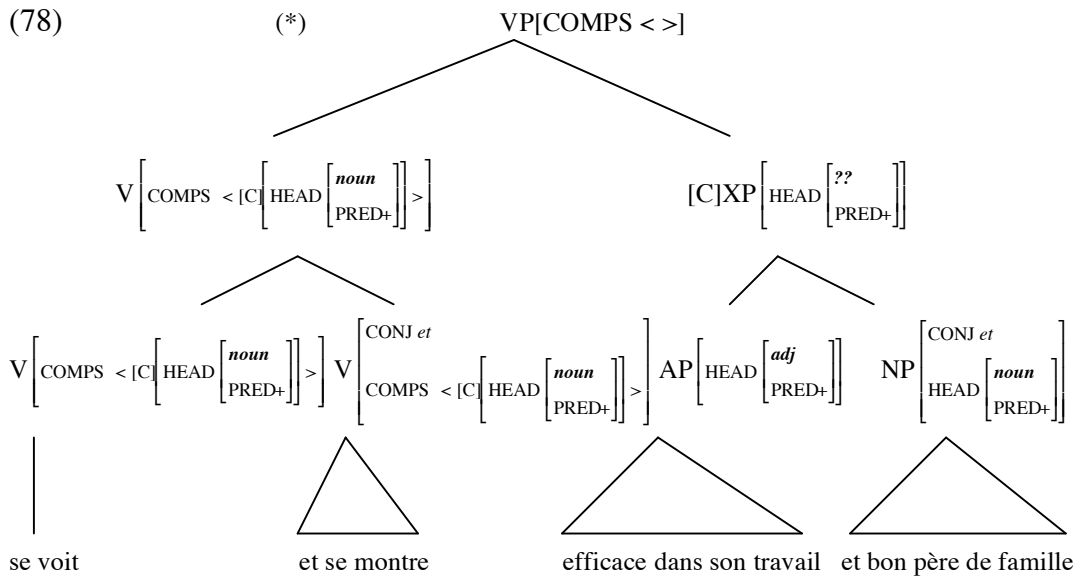 (78) (*) VP[COMPS < >]
V[COMPS < [C][HEAD [noun PRED+]] >] [C]XP[HEAD [?? PRED+]]
V[COMPS < [C][HEAD [noun PRED+]] >] V[CONJ et COMPS < [C][HEAD [noun PRED+]] >] AP[HEAD [adj PRED+]] NP[CONJ et HEAD [noun PRED+]]
se voit et se montre efficace dans son travail et bon père de famille